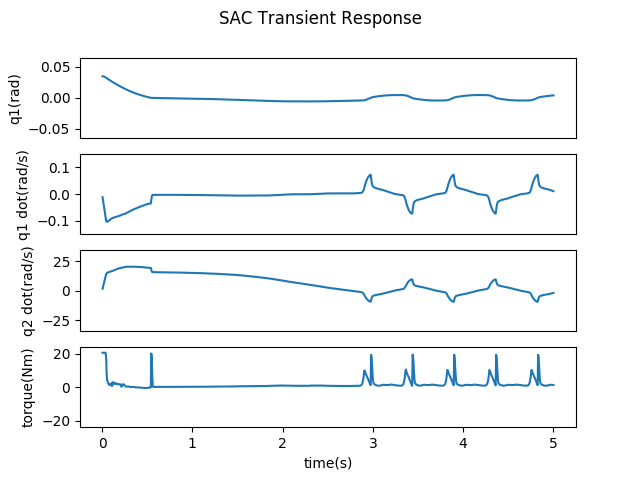 SAC Transient Response
q1(rad)
0.05
0.00
−0.05
q1 dot(rad/s)
0.1
0.0
−0.1
q2 dot(rad/s)
25
0
−25
torque(Nm)
20
0
−20
0 1 2 3 4 5
time(s)